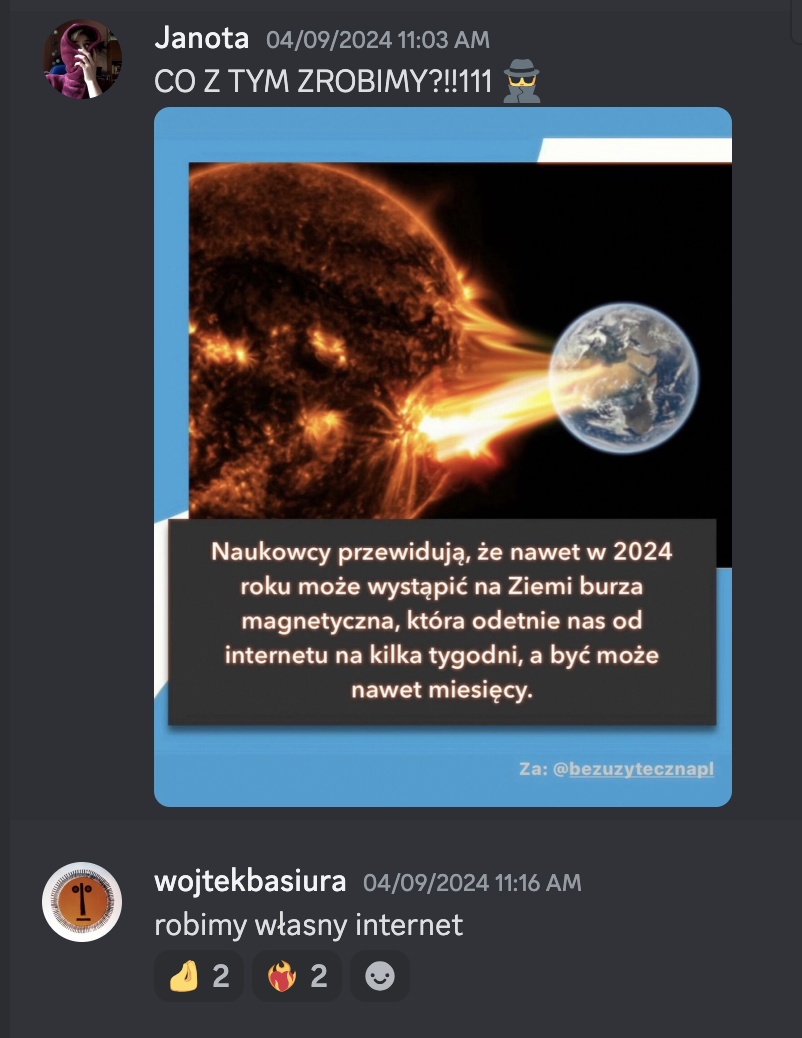 Janota 04/09/2024 11:03 AM
CO Z TYM ZROBIMY?!!111
Naukowcy przewidują, że nawet w 2024
roku może wystąpić na Ziemi burza
magnetyczna, która odetnie nas od
internetu na kilka tygodni, a być może
nawet miesięcy.
Za: @bezuzytecznapl
wojtekbasiura 04/09/2024 11:16 AM
robimy własny internet
2 2